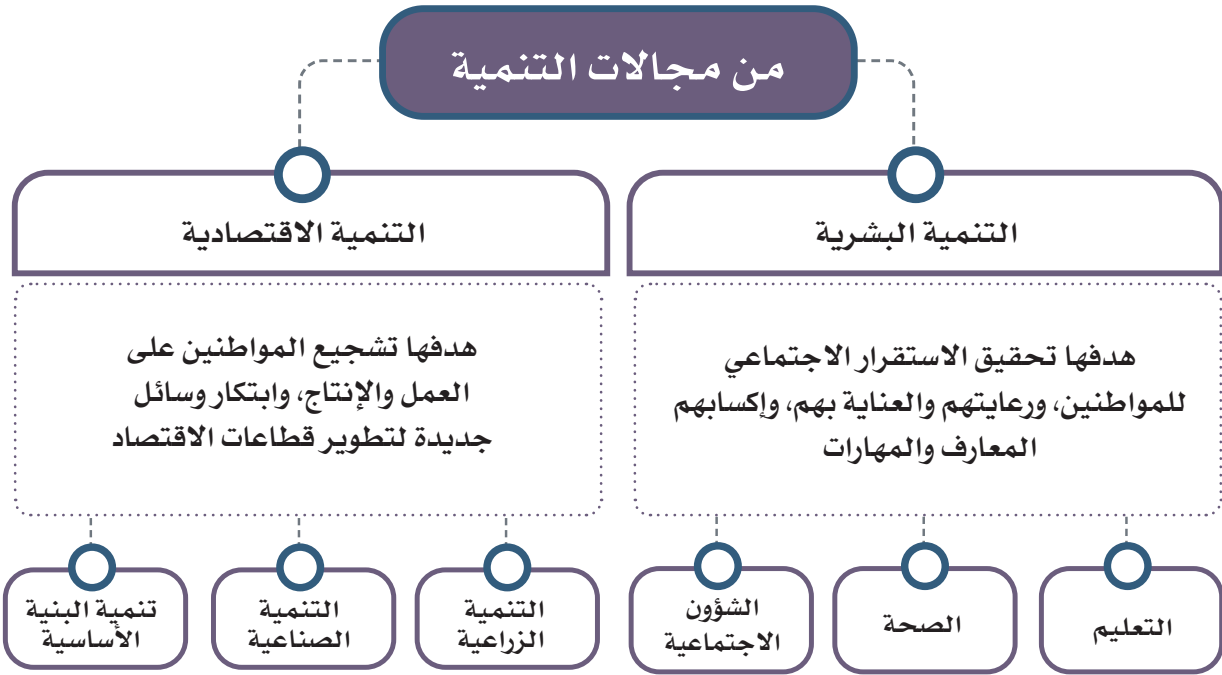 من مجالات التنمية
التنمية البشرية
هدفها تحقيق الاستقرار الاجتماعي
للمواطنين، ورعايتهم والعناية بهم، وإكسابهم
المعارف والمهارات
التعليم
الصحة
الشؤون
الاجتماعية
التنمية الاقتصادية
هدفها تشجيع المواطنين على
العمل والإنتاج، وابتكار وسائل
جديدة لتطوير قطاعات الاقتصاد
التنمية
الزراعية
التنمية
الصناعية
تنمية البنية
الأساسية